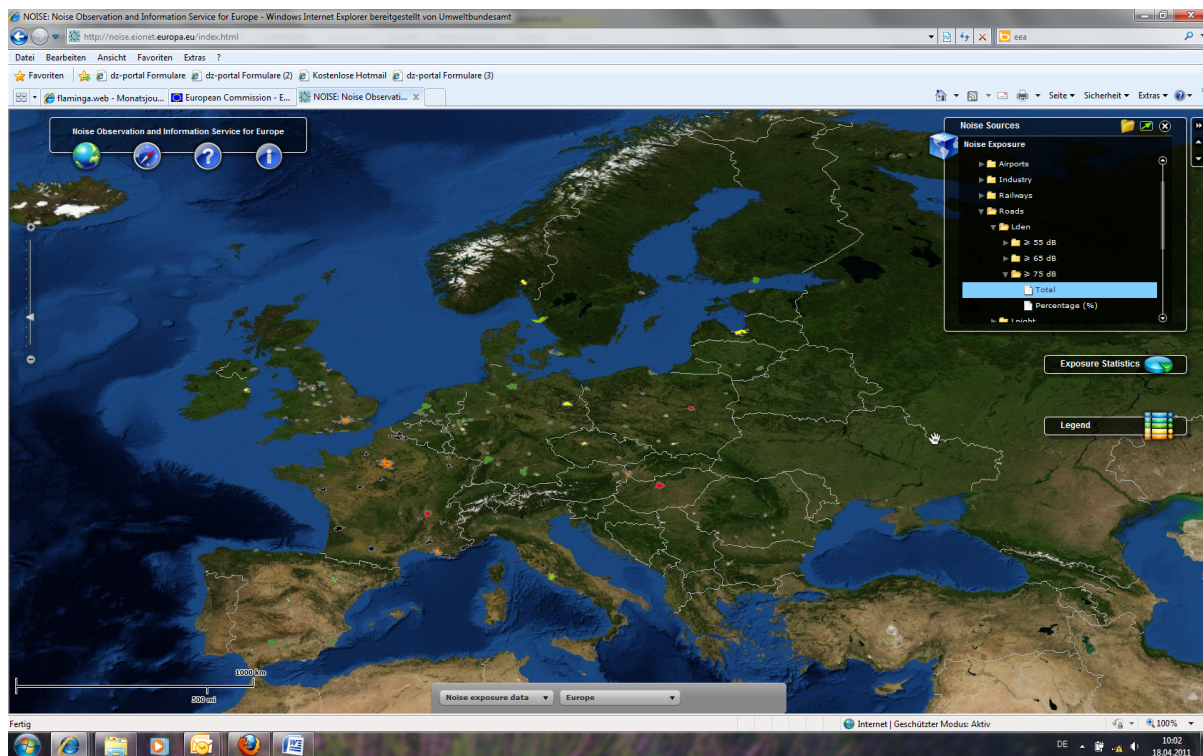 NOISE: Noise Observation and Information Service for Europe - Windows Internet Explorer bereitgestellt von Umweltbundesamt
http://noise.eionet.europa.eu/index.html
eea
Datei Bearbeiten Ansicht Favoriten Extras ?
Favoriten dz-portal Formulare dz-portal Formulare (2) Kostenlose Hotmail dz-portal Formulare (3)
flaminga.web - Monatsjou... European Commission - E... NOISE: Noise Observati... X
Seite Sicherheit Extras
Noise Observation and Information Service for Europe
Noise Sources
Noise Exposure
Airports
Industry
Railways
Roads
Lden
≥ 55 dB
≥ 65 dB
≥ 75 dB
Total
Percentage (%)
Lnight
Exposure Statistics
Legend
1000 km
500 mi
Noise exposure data Europe
Fertig Internet | Geschützter Modus: Aktiv 100%
DE 10:02
18.04.2011